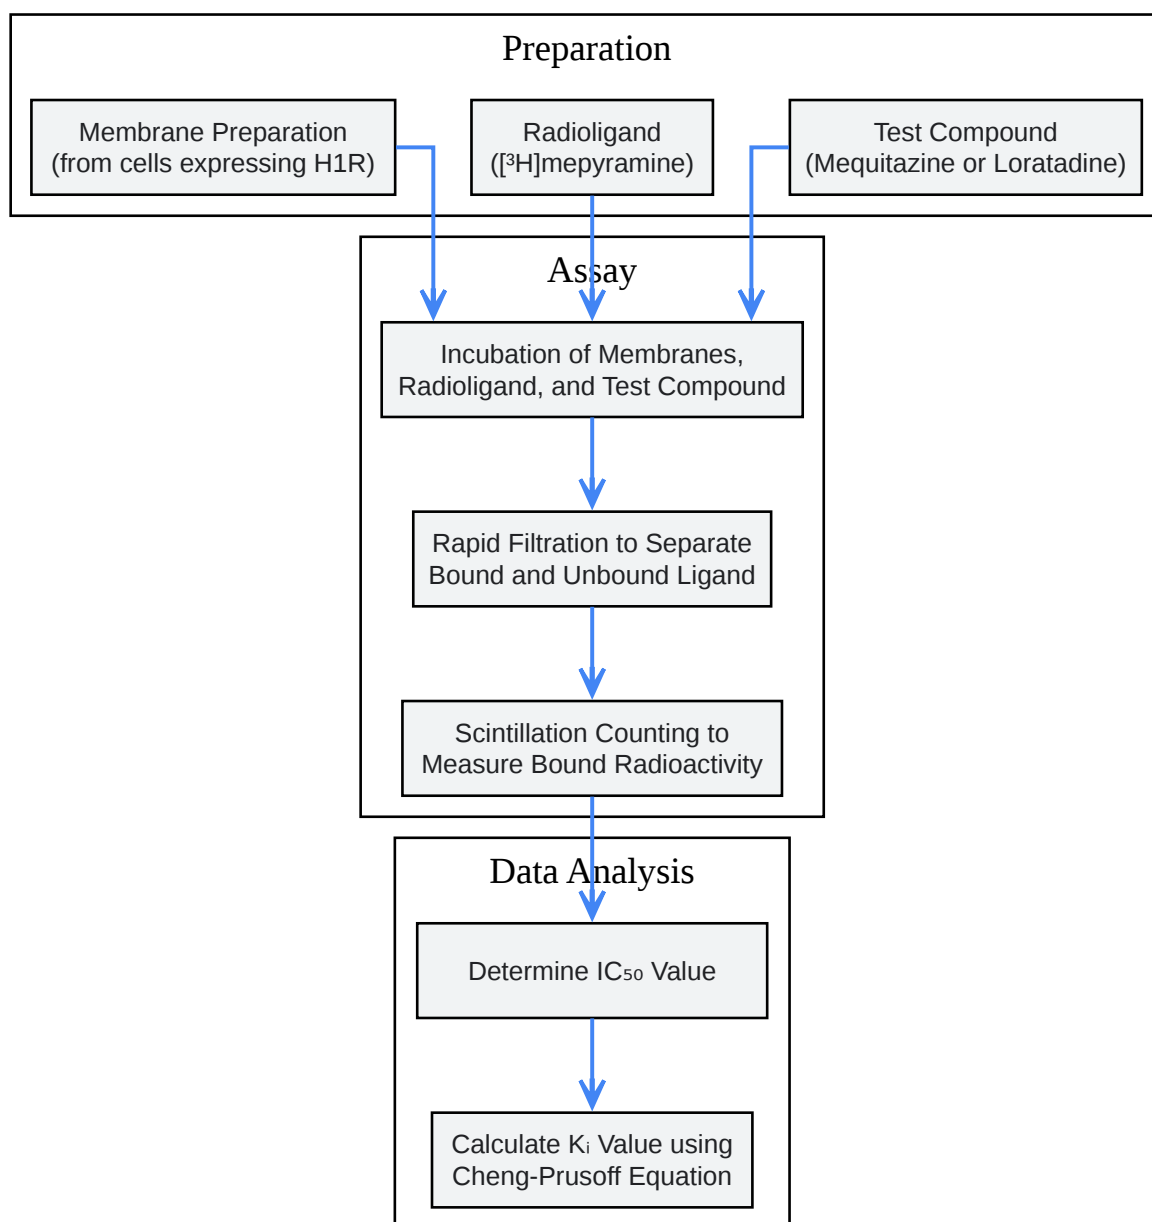 Preparation
Membrane Preparation
(from cells expressing H1R)
Radioligand
([³H]mepyramine)
Test Compound
(Mequitazine or Loratadine)
Assay
Incubation of Membranes,
Radioligand, and Test Compound
Rapid Filtration to Separate
Bound and Unbound Ligand
Scintillation Counting to
Measure Bound Radioactivity
Data Analysis
Determine IC₅₀ Value
Calculate Kᵢ Value using
Cheng-Prusoff Equation